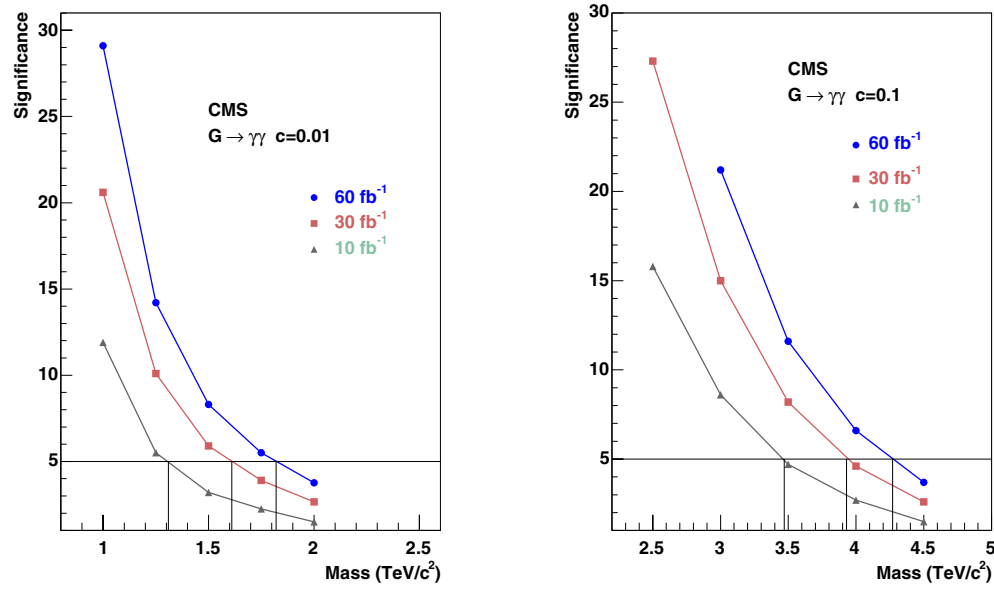 Significance
30
25
20
15
10
5
CMS
G → γγ c=0.01
60 fb⁻¹
30 fb⁻¹
10 fb⁻¹
1 1.5 2 2.5
Mass (TeV/c²)
Significance
30
25
20
15
10
5
CMS
G → γγ c=0.1
60 fb⁻¹
30 fb⁻¹
10 fb⁻¹
2.5 3 3.5 4 4.5 5
Mass (TeV/c²)